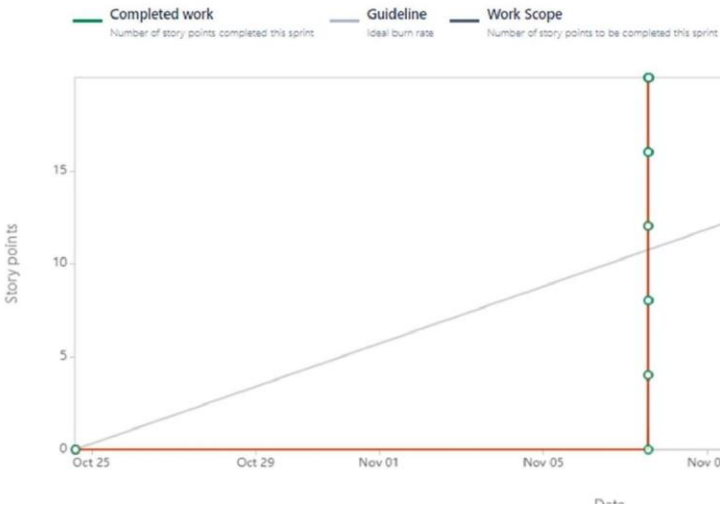 Completed work
Number of story points completed this sprint
Guideline
Ideal burn rate
Work Scope
Number of story points to be completed this sprint
Story points
15
10
5
0
Oct 25
Oct 29
Nov 01
Nov 05
Nov 0